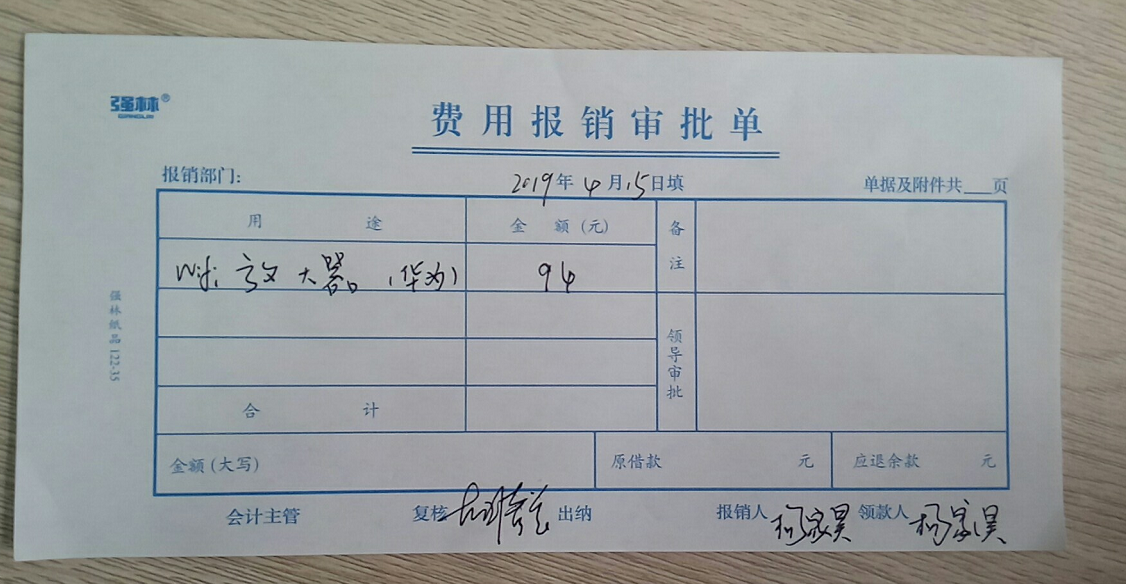 强林®
QIANGLIN
费用报销审批单
报销部门: 2019年4月15日填 单据及附件共___页
用途 金额(元) 备注
wifi 放大器 (华为) 94
领导审批
合计
金额(大写) 原借款 元 应退余款 元
会计主管 复核 出纳 报销人 杨家昊 领款人 杨家昊
强林纸品 122-35